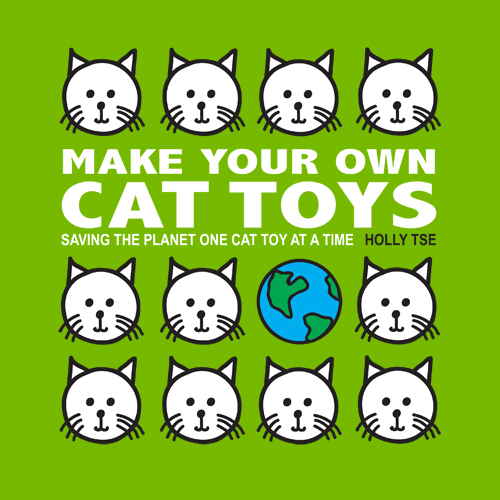 MAKE YOUR OWN
CAT TOYS
SAVING THE PLANET ONE CAT TOY AT A TIME HOLLY TSE